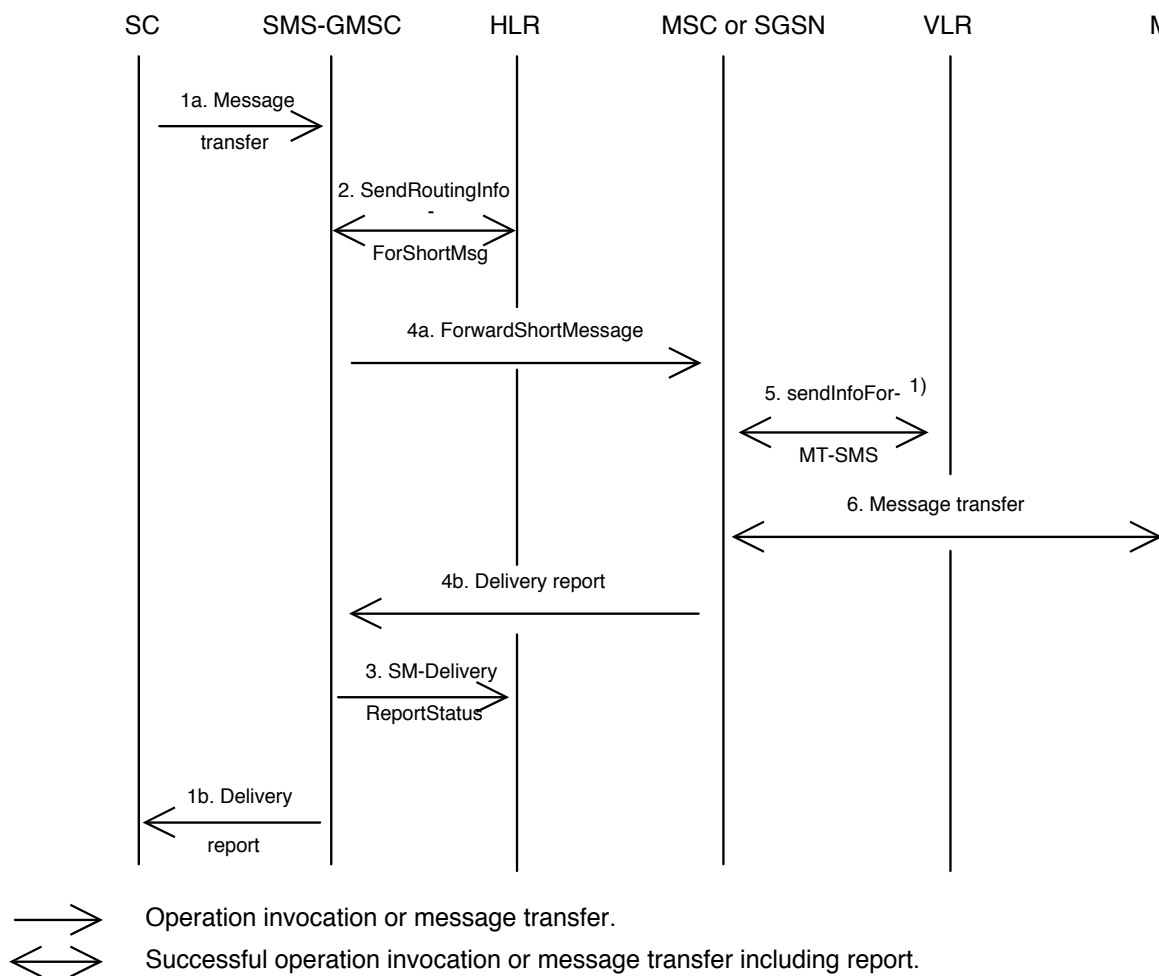 SC SMS-GMSC HLR MSC or SGSN VLR M
1a. Message
transfer
2. SendRoutingInfo
-
ForShortMsg
4a. ForwardShortMessage
5. sendInfoFor- 1)
MT-SMS
6. Message transfer
4b. Delivery report
3. SM-Delivery
ReportStatus
1b. Delivery
report
Operation invocation or message transfer.
Successful operation invocation or message transfer including report.